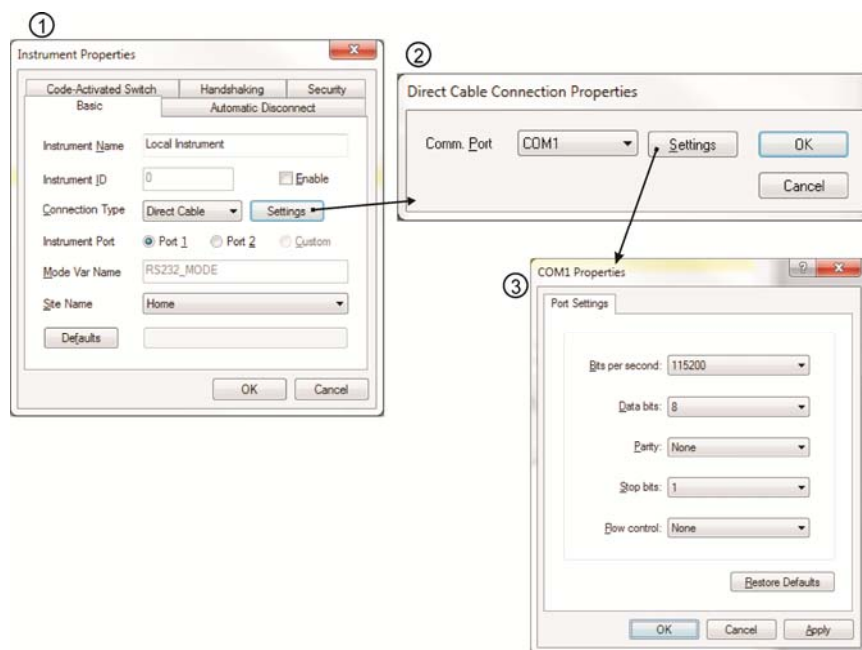 1
Instrument Properties
Code-Activated Switch Handshaking Security
Basic Automatic Disconnect
Instrument Name Local Instrument
Instrument ID 0 Enable
Connection Type Direct Cable Settings
Instrument Port Port 1 Port 2 Custom
Mode Var Name RS232_MODE
Site Name Home
Defaults
OK Cancel
2
Direct Cable Connection Properties
Comm. Port COM1 Settings OK
Cancel
3
COM1 Properties ?
Port Settings
Bits per second: 115200
Data bits: 8
Parity: None
Stop bits: 1
Flow control: None
Restore Defaults
OK Cancel Apply